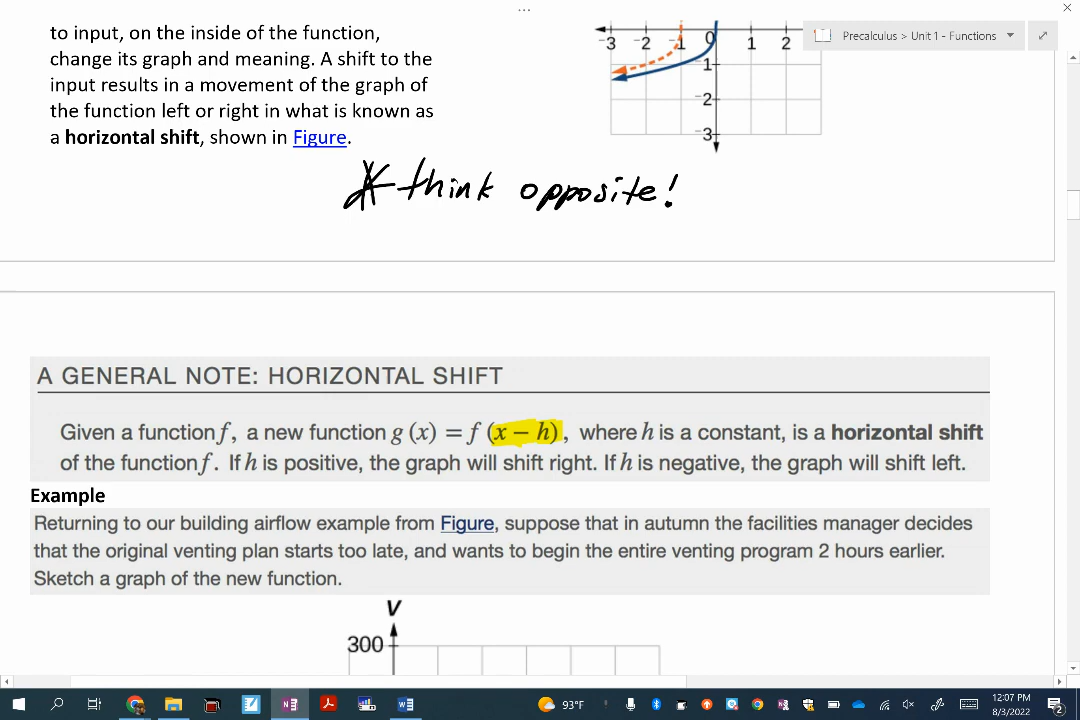 ...
to input, on the inside of the function,
change its graph and meaning. A shift to the
input results in a movement of the graph of
the function left or right in what is known as
a horizontal shift, shown in Figure.
-3 -2 -1 0 1 2
-1
-2
-3
Precalculus > Unit 1 - Functions
* think opposite!
A GENERAL NOTE: HORIZONTAL SHIFT
Given a function f, a new function g (x) = f (x − h), where h is a constant, is a horizontal shift
of the function f. If h is positive, the graph will shift right. If h is negative, the graph will shift left.
Example
Returning to our building airflow example from Figure, suppose that in autumn the facilities manager decides
that the original venting plan starts too late, and wants to begin the entire venting program 2 hours earlier.
Sketch a graph of the new function.
V
300
93°F
12:07 PM
8/3/2022
2